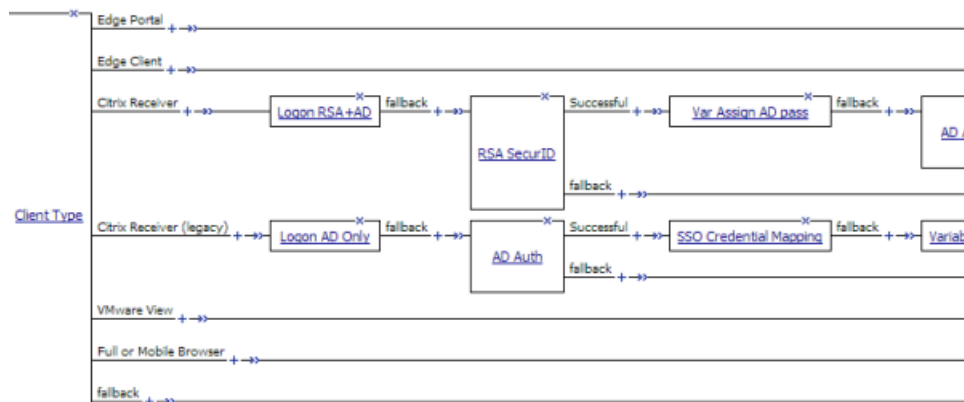 Edge Portal
Edge Client
Citrix Receiver
Logon RSA+AD
fallback
RSA SecurID
Successful
Var Assign AD pass
fallback
AD
fallback
Client Type
Citrix Receiver (legacy)
Logon AD Only
fallback
AD Auth
Successful
SSO Credential Mapping
fallback
Variab
fallback
VMware View
Full or Mobile Browser
fallback